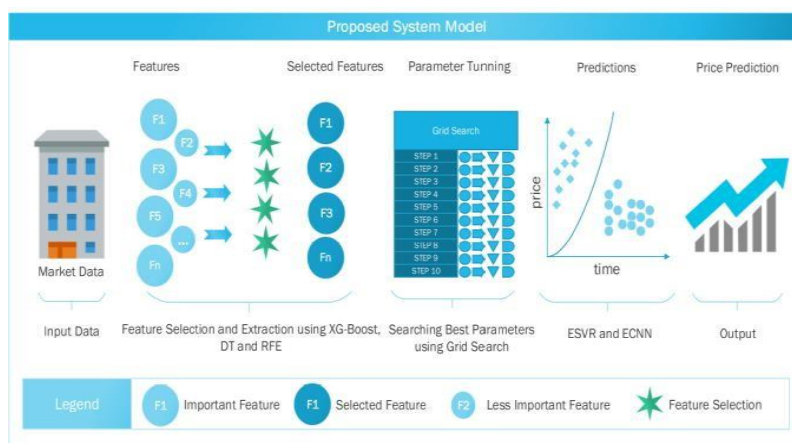 Proposed System Model
Features
Selected Features
Parameter Tunning
Predictions
Price Prediction
F1
F2
F3
F4
F5
...
Fn
F1
F2
F3
Fn
Grid Search
STEP 1
STEP 2
STEP 3
STEP 4
STEP 5
STEP 6
STEP 7
STEP 8
STEP 9
STEP 10
price
time
Market Data
Input Data
Feature Selection and Extraction using XG-Boost,
DT and RFE
Searching Best Parameters
using Grid Search
ESVR and ECNN
Output
Legend
F1
Important Feature
F1
Selected Feature
F2
Less Important Feature
Feature Selection